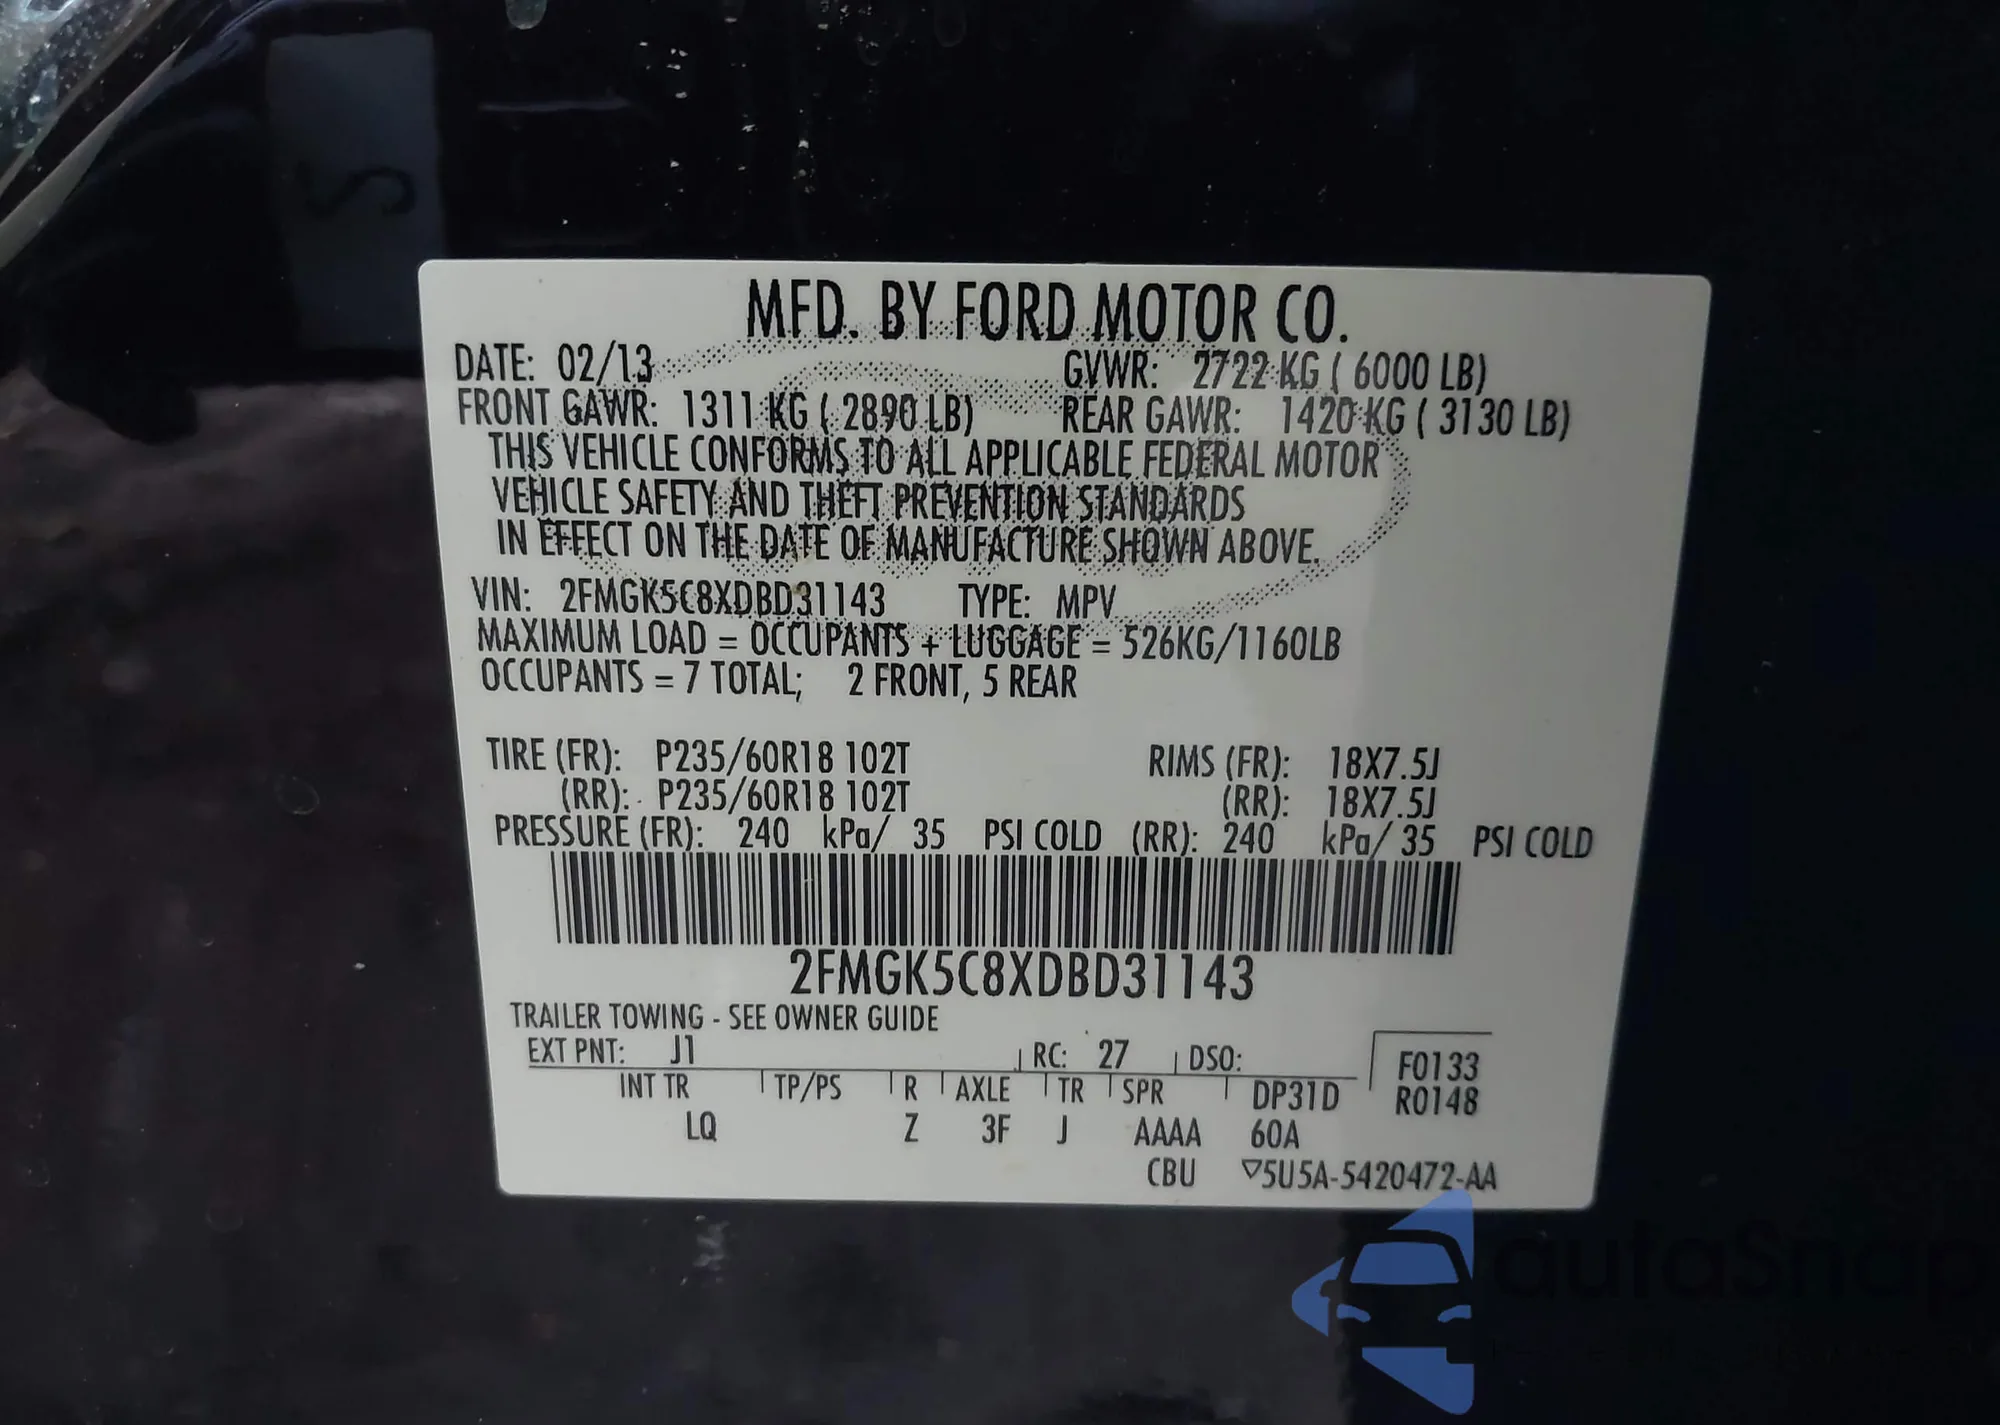 MFD. BY FORD MOTOR CO.
DATE: 02/13 GVWR: 2722 KG ( 6000 LB)
FRONT GAWR: 1311 KG ( 2890 LB) REAR GAWR: 1420 KG ( 3130 LB)
THIS VEHICLE CONFORMS TO ALL APPLICABLE FEDERAL MOTOR
VEHICLE SAFETY AND THEFT PREVENTION STANDARDS
IN EFFECT ON THE DATE OF MANUFACTURE SHOWN ABOVE.
VIN: 2FMGK5C8XDBD31143 TYPE: MPV
MAXIMUM LOAD = OCCUPANTS + LUGGAGE = 526KG/1160LB
OCCUPANTS = 7 TOTAL; 2 FRONT, 5 REAR
TIRE (FR): P235/60R18 102T RIMS (FR): 18X7.5J
(RR): P235/60R18 102T (RR): 18X7.5J
PRESSURE (FR): 240 kPa/ 35 PSI COLD (RR): 240 kPa/ 35 PSI COLD
2FMGK5C8XDBD31143
TRAILER TOWING - SEE OWNER GUIDE
EXT PNT: J1 RC: 27 DSO: F0133
INT TR TP/PS R AXLE TR SPR DP31D R0148
LQ Z 3F J AAAA 60A
CBU ▽5U5A-5420472-AA
autoSnap